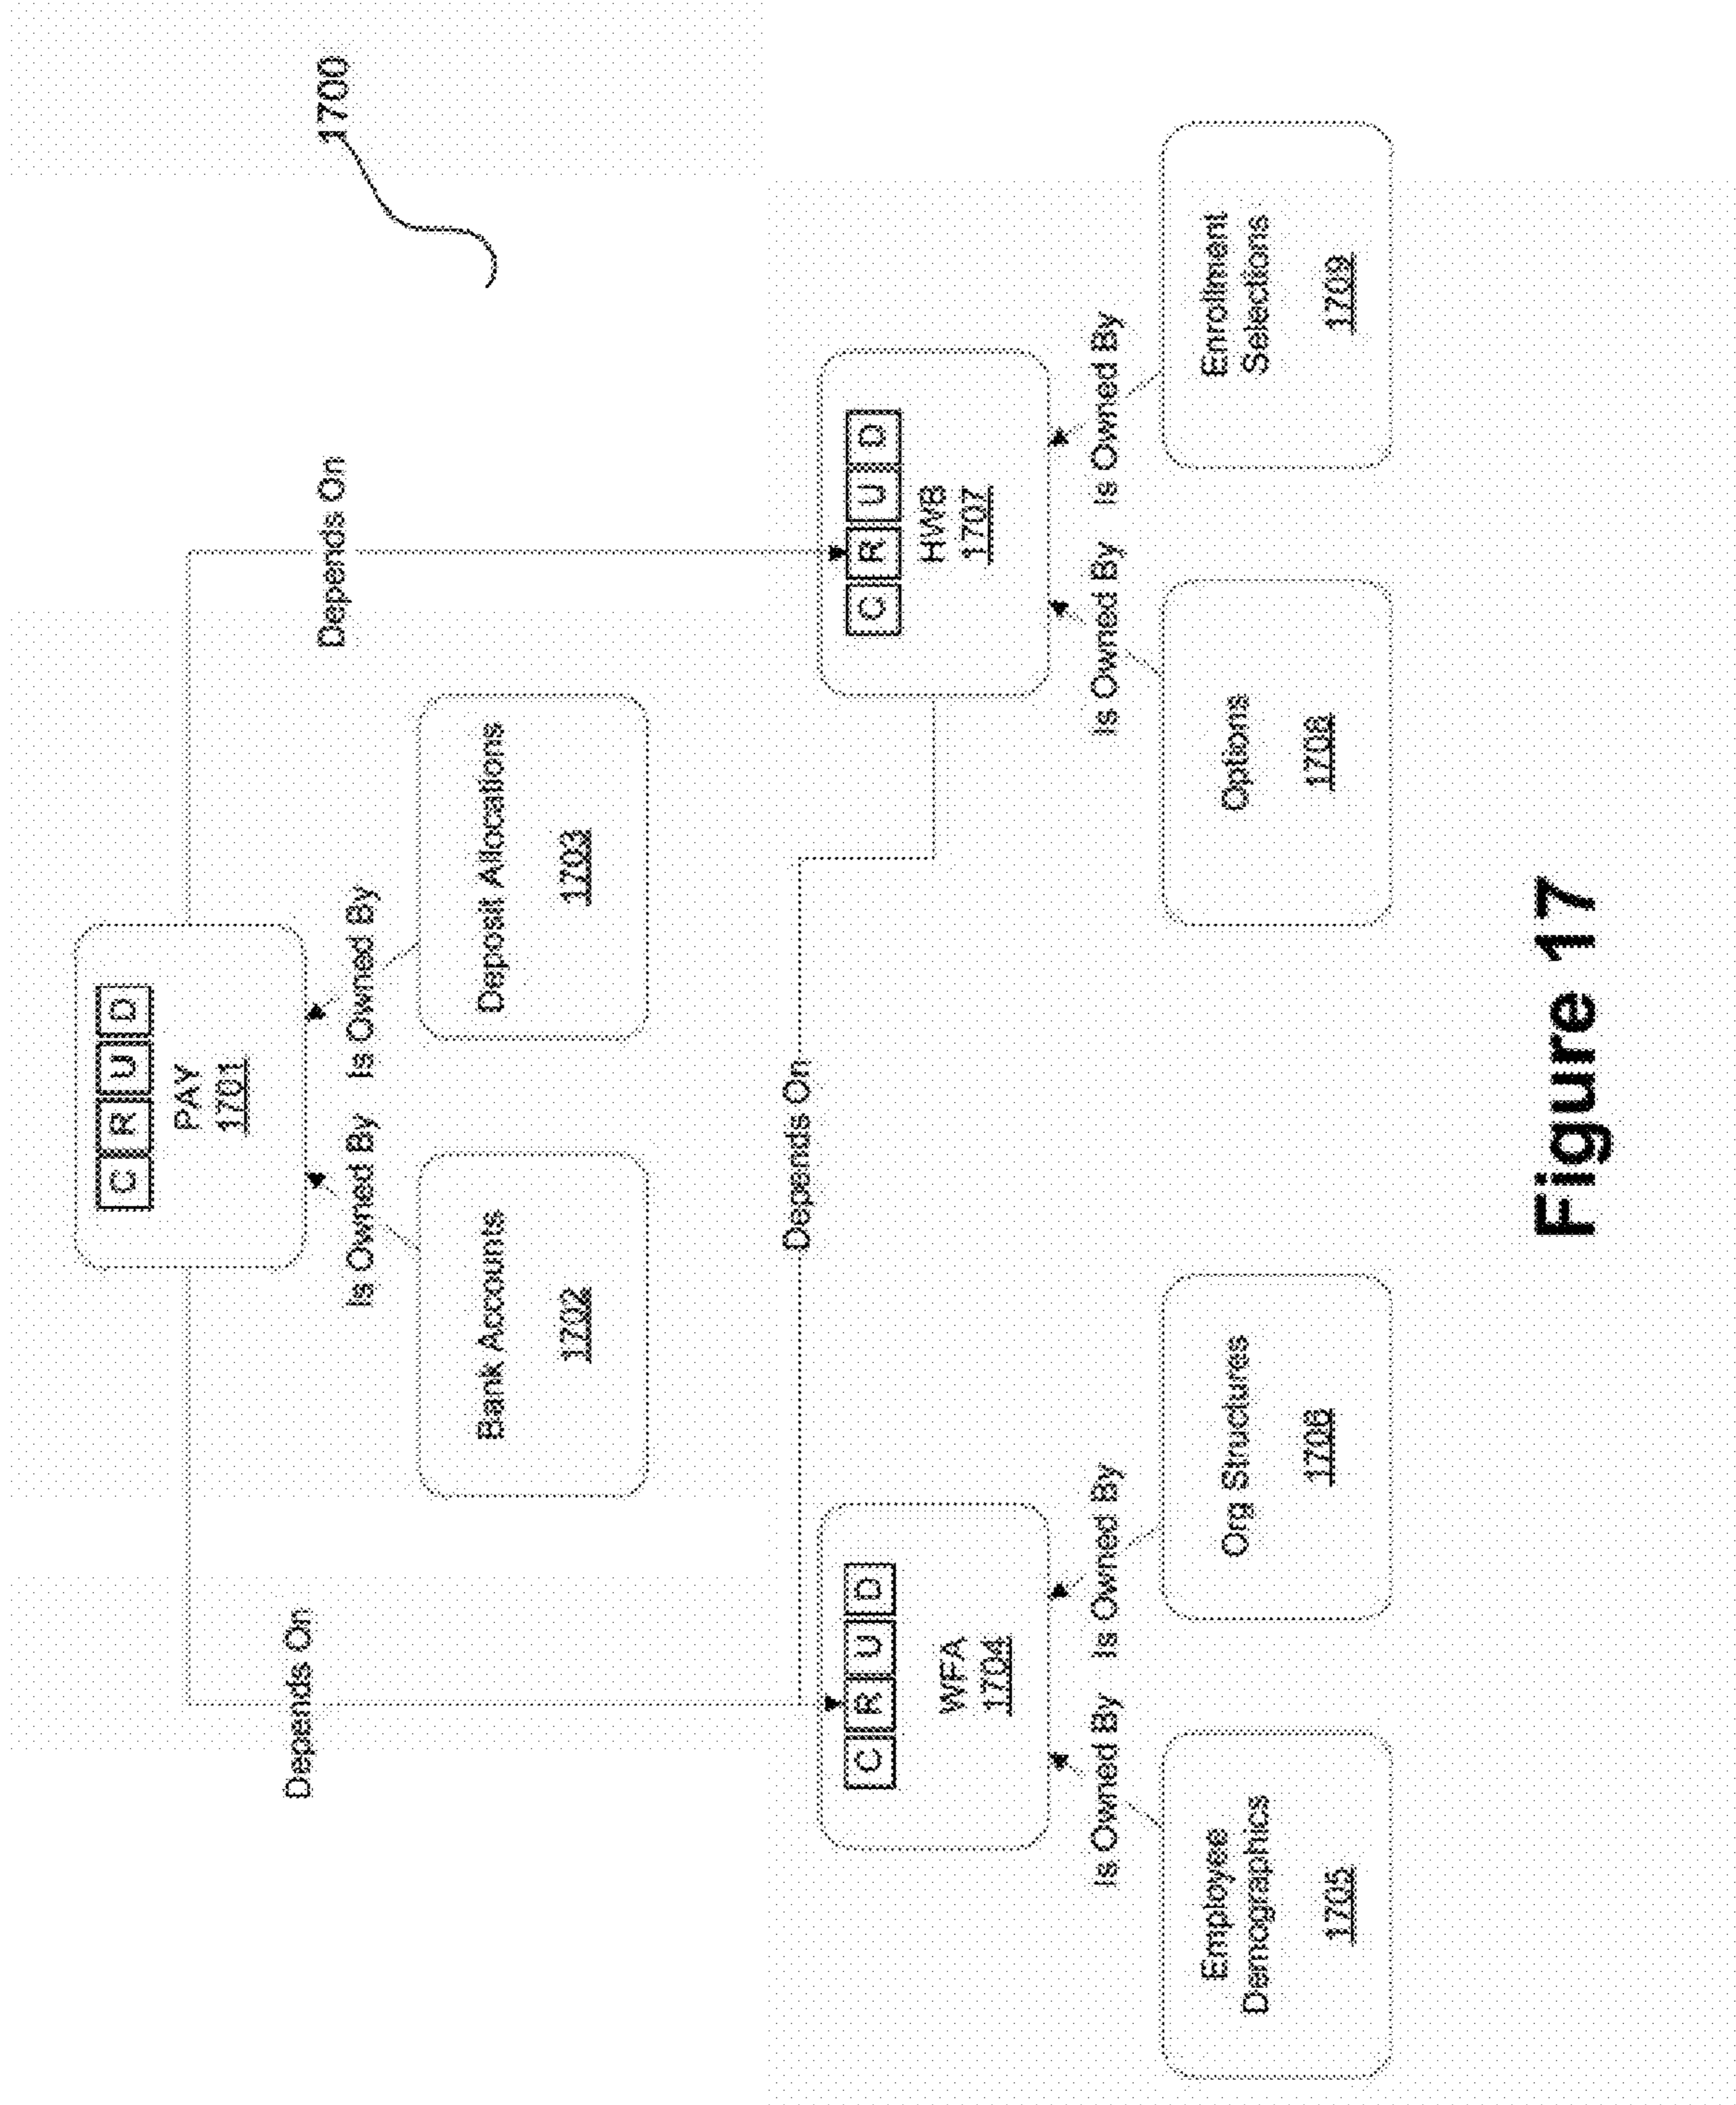 1700
C R U D
PAY
1701
Depends On
Depends On
Is Owned By
Is Owned By
Bank Accounts
1702
Deposit Allocations
1703
Depends On
C R U D
WFA
1704
C R U D
HWB
1707
Is Owned By
Is Owned By
Is Owned By
Is Owned By
Employee
Demographics
1705
Org Structures
1706
Options
1708
Enrollment
Selections
1709
Figure 17